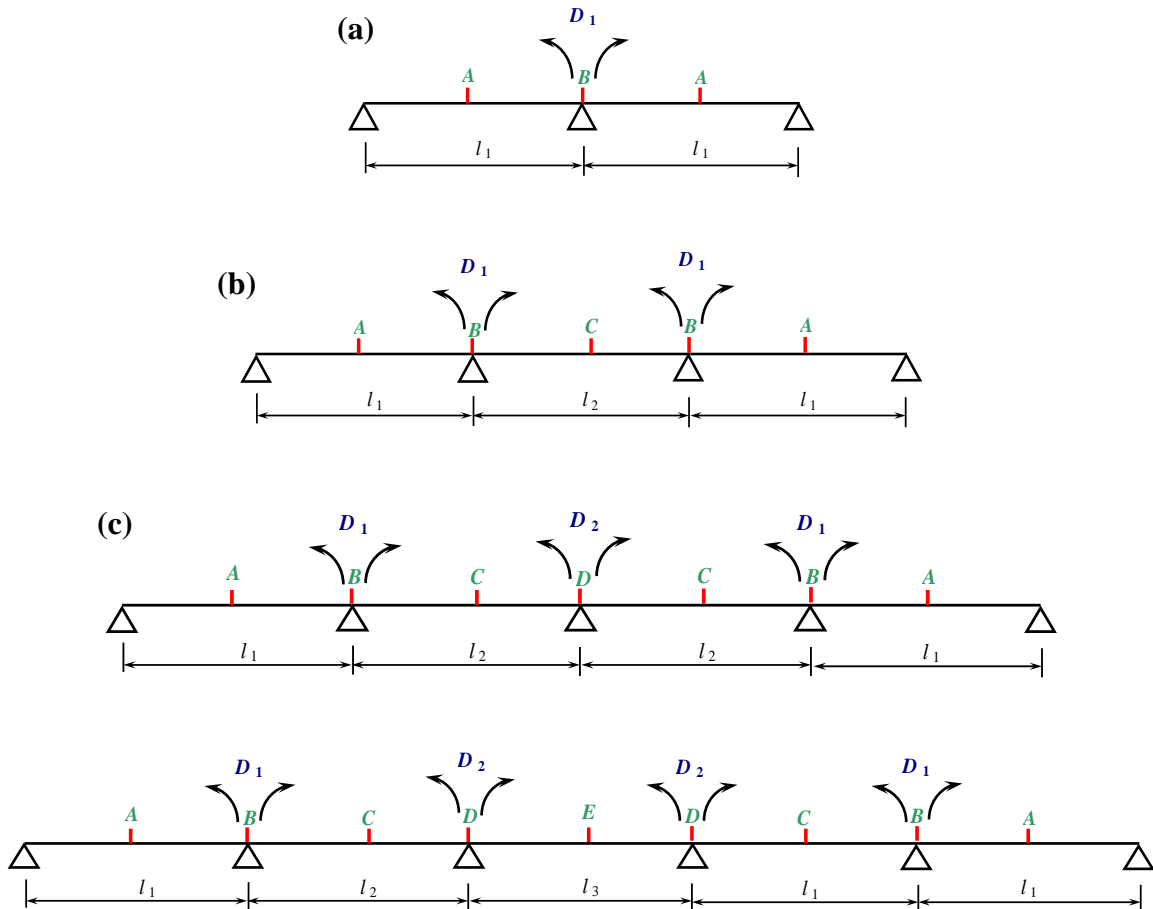 (a)
D 1
A B A
l 1 l 1
(b)
D 1 D 1
A B C B A
l 1 l 2 l 1
(c)
D 1 D 2 D 1
A B C D C B A
l 1 l 2 l 2 l 1
D 1 D 2 D 2 D 1
A B C D E D C B A
l 1 l 2 l 3 l 1 l 1